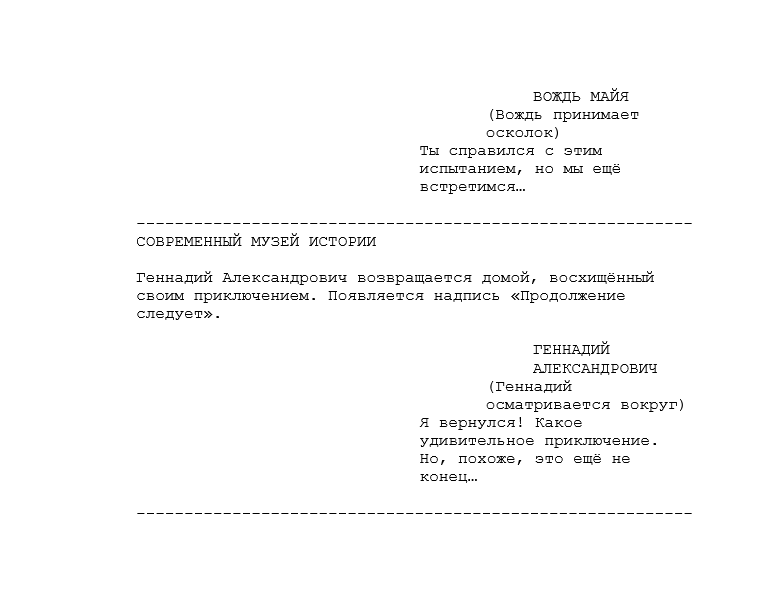 ВОЖДЬ МАЙЯ
(Вождь принимает
осколок)
Ты справился с этим
испытанием, но мы ещё
встретимся…
----------------------------------------------------------
СОВРЕМЕННЫЙ МУЗЕЙ ИСТОРИИ
Геннадий Александрович возвращается домой, восхищённый
своим приключением. Появляется надпись «Продолжение
следует».
ГЕННАДИЙ
АЛЕКСАНДРОВИЧ
(Геннадий
осматривается вокруг)
Я вернулся! Какое
удивительное приключение.
Но, похоже, это ещё не
конец…
----------------------------------------------------------